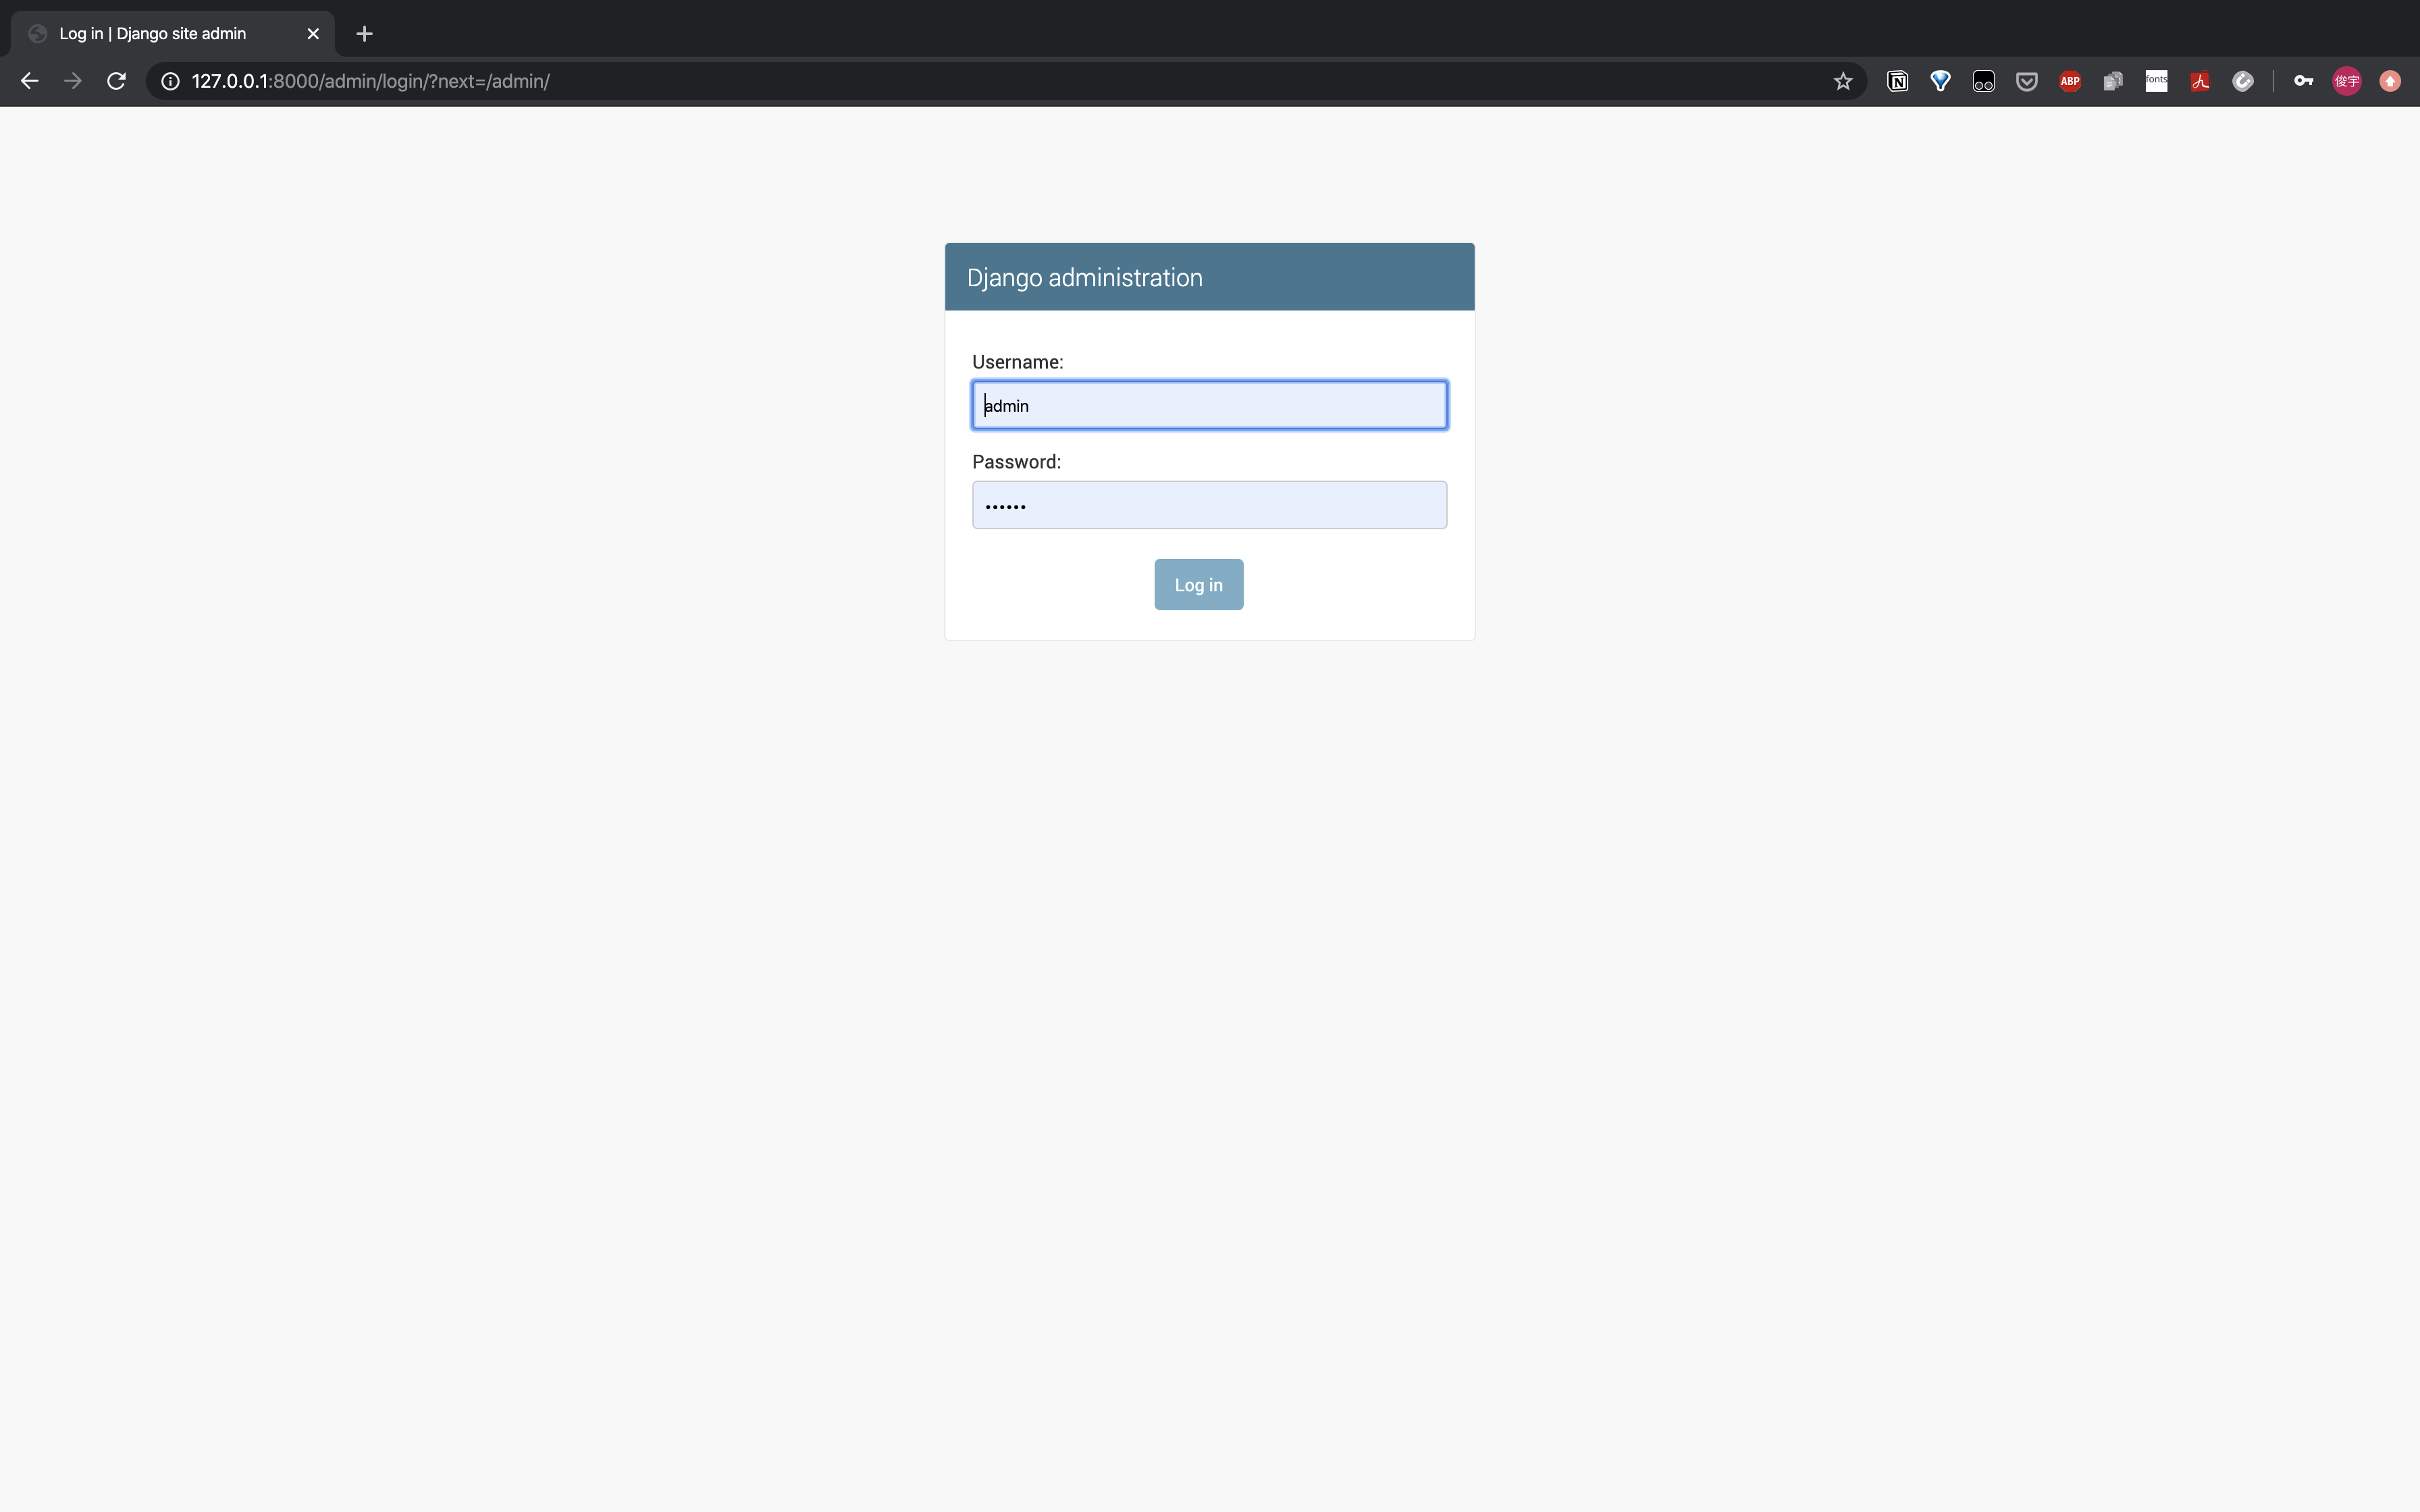 Log in | Django site admin
127.0.0.1:8000/admin/login/?next=/admin/
ABP
fonts
俊宇
Django administration
Username:
admin
Password:
••••••
Log in